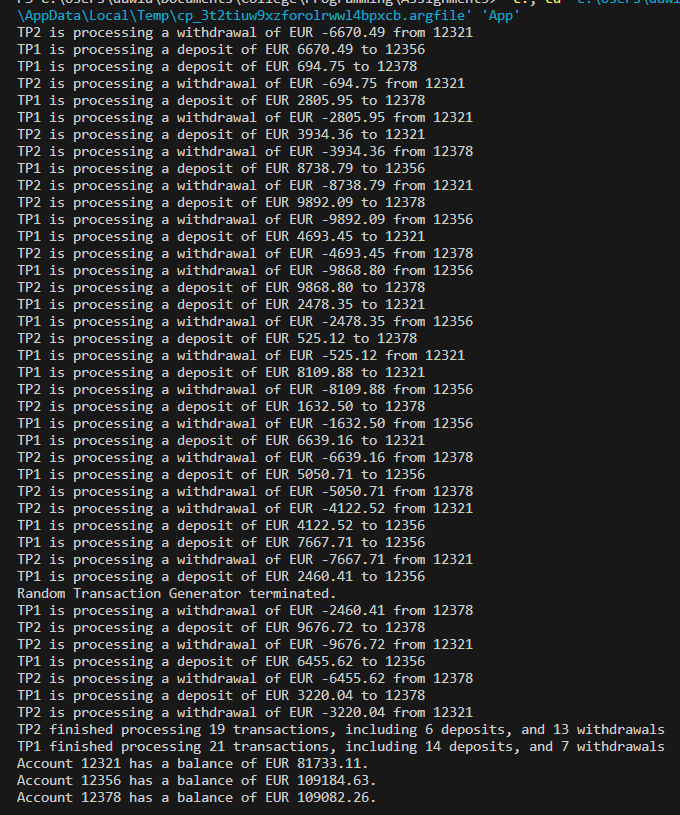 \AppData\Local\Temp\cp_3t2tiuw9xzforolrwwl4bpxcb.argfile' 'App'
TP2 is processing a withdrawal of EUR -6670.49 from 12321
TP1 is processing a deposit of EUR 6670.49 to 12356
TP1 is processing a deposit of EUR 694.75 to 12378
TP2 is processing a withdrawal of EUR -694.75 from 12321
TP1 is processing a deposit of EUR 2805.95 to 12378
TP1 is processing a withdrawal of EUR -2805.95 from 12321
TP2 is processing a deposit of EUR 3934.36 to 12321
TP2 is processing a withdrawal of EUR -3934.36 from 12378
TP1 is processing a deposit of EUR 8738.79 to 12356
TP2 is processing a withdrawal of EUR -8738.79 from 12321
TP2 is processing a deposit of EUR 9892.09 to 12378
TP1 is processing a withdrawal of EUR -9892.09 from 12356
TP1 is processing a deposit of EUR 4693.45 to 12321
TP2 is processing a withdrawal of EUR -4693.45 from 12378
TP1 is processing a withdrawal of EUR -9868.80 from 12356
TP2 is processing a deposit of EUR 9868.80 to 12378
TP1 is processing a deposit of EUR 2478.35 to 12321
TP1 is processing a withdrawal of EUR -2478.35 from 12356
TP2 is processing a deposit of EUR 525.12 to 12378
TP1 is processing a withdrawal of EUR -525.12 from 12321
TP1 is processing a deposit of EUR 8109.88 to 12321
TP2 is processing a withdrawal of EUR -8109.88 from 12356
TP2 is processing a deposit of EUR 1632.50 to 12378
TP1 is processing a withdrawal of EUR -1632.50 from 12356
TP1 is processing a deposit of EUR 6639.16 to 12321
TP2 is processing a withdrawal of EUR -6639.16 from 12378
TP1 is processing a deposit of EUR 5050.71 to 12356
TP2 is processing a withdrawal of EUR -5050.71 from 12378
TP2 is processing a withdrawal of EUR -4122.52 from 12321
TP1 is processing a deposit of EUR 4122.52 to 12356
TP1 is processing a deposit of EUR 7667.71 to 12356
TP2 is processing a withdrawal of EUR -7667.71 from 12321
TP1 is processing a deposit of EUR 2460.41 to 12356
Random Transaction Generator terminated.
TP1 is processing a withdrawal of EUR -2460.41 from 12378
TP2 is processing a deposit of EUR 9676.72 to 12378
TP2 is processing a withdrawal of EUR -9676.72 from 12321
TP1 is processing a deposit of EUR 6455.62 to 12356
TP2 is processing a withdrawal of EUR -6455.62 from 12378
TP1 is processing a deposit of EUR 3220.04 to 12378
TP2 is processing a withdrawal of EUR -3220.04 from 12321
TP2 finished processing 19 transactions, including 6 deposits, and 13 withdrawals
TP1 finished processing 21 transactions, including 14 deposits, and 7 withdrawals
Account 12321 has a balance of EUR 81733.11.
Account 12356 has a balance of EUR 109184.63.
Account 12378 has a balance of EUR 109082.26.